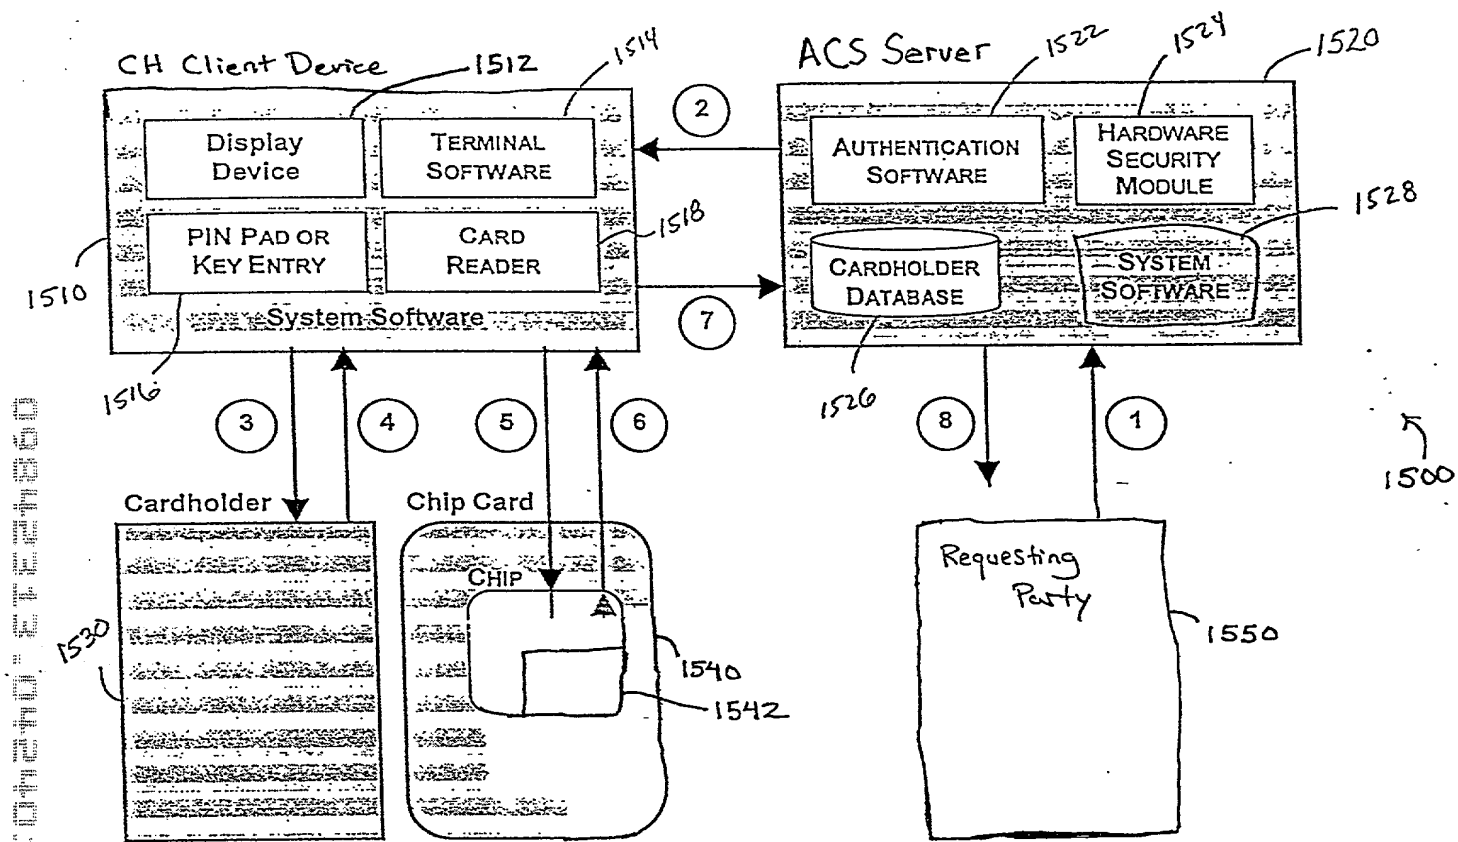 CH Client Device
1512
1514
ACS Server
1522
1524
1520
2
Display
Device
TERMINAL
SOFTWARE
AUTHENTICATION
SOFTWARE
HARDWARE
SECURITY
MODULE
1528
PIN PAD OR
KEY ENTRY
CARD
READER
1518
CARDHOLDER
DATABASE
SYSTEM
SOFTWARE
1510
System Software
7
1516
1526
3
4
5
6
8
1
1500
Cardholder
Chip Card
CHIP
Requesting
Party
1530
1540
1542
1550